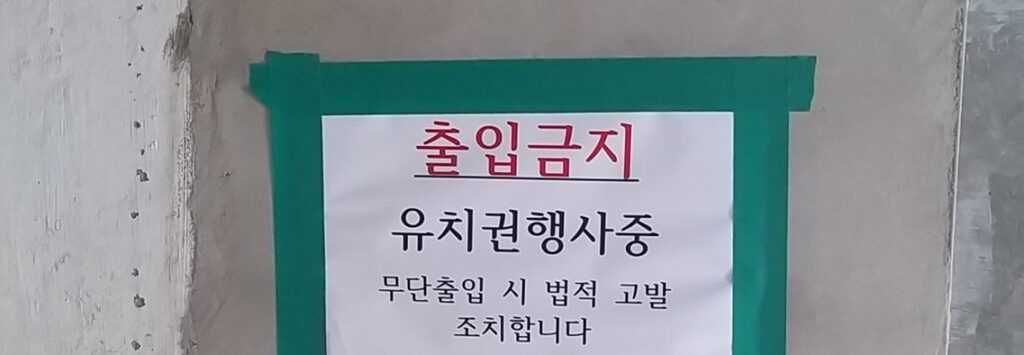 출입금지
유치권행사중
무단출입 시 법적 고발
조치합니다